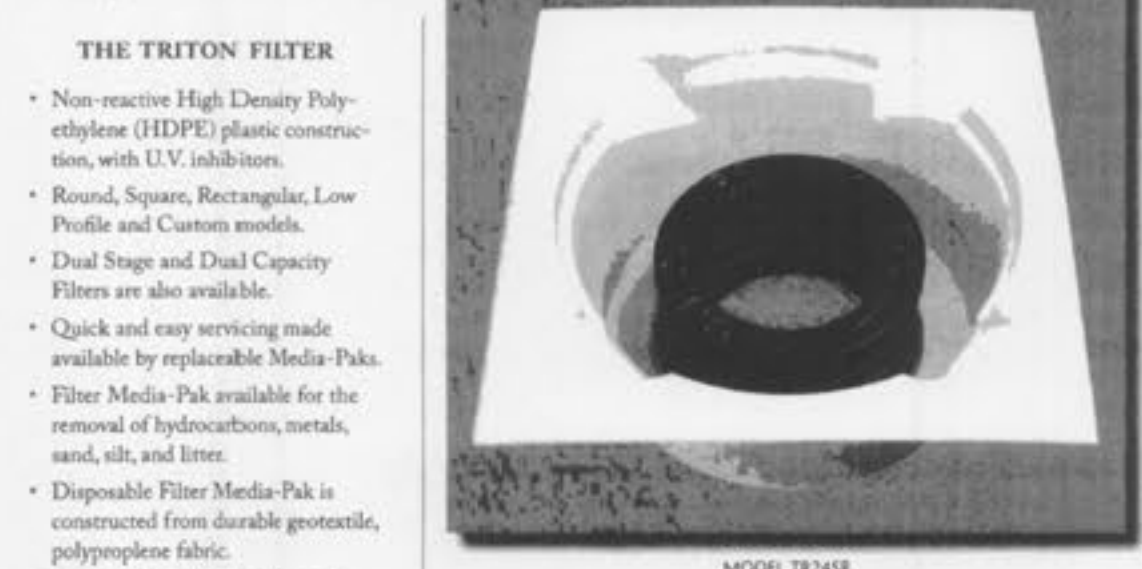 THE TRITON FILTER
• Non-reactive High Density Poly-
ethylene (HDPE) plastic construc-
tion, with U.V. inhibitors.
• Round, Square, Rectangular, Low
Profile and Custom models.
• Dual Stage and Dual Capacity
Filters are also available.
• Quick and easy servicing made
available by replaceable Media-Paks.
• Filter Media-Pak available for the
removal of hydrocarbons, metals,
sand, silt, and litter.
• Disposable Filter Media-Pak is
constructed from durable geotextile,
polyproplene fabric.
MODEL